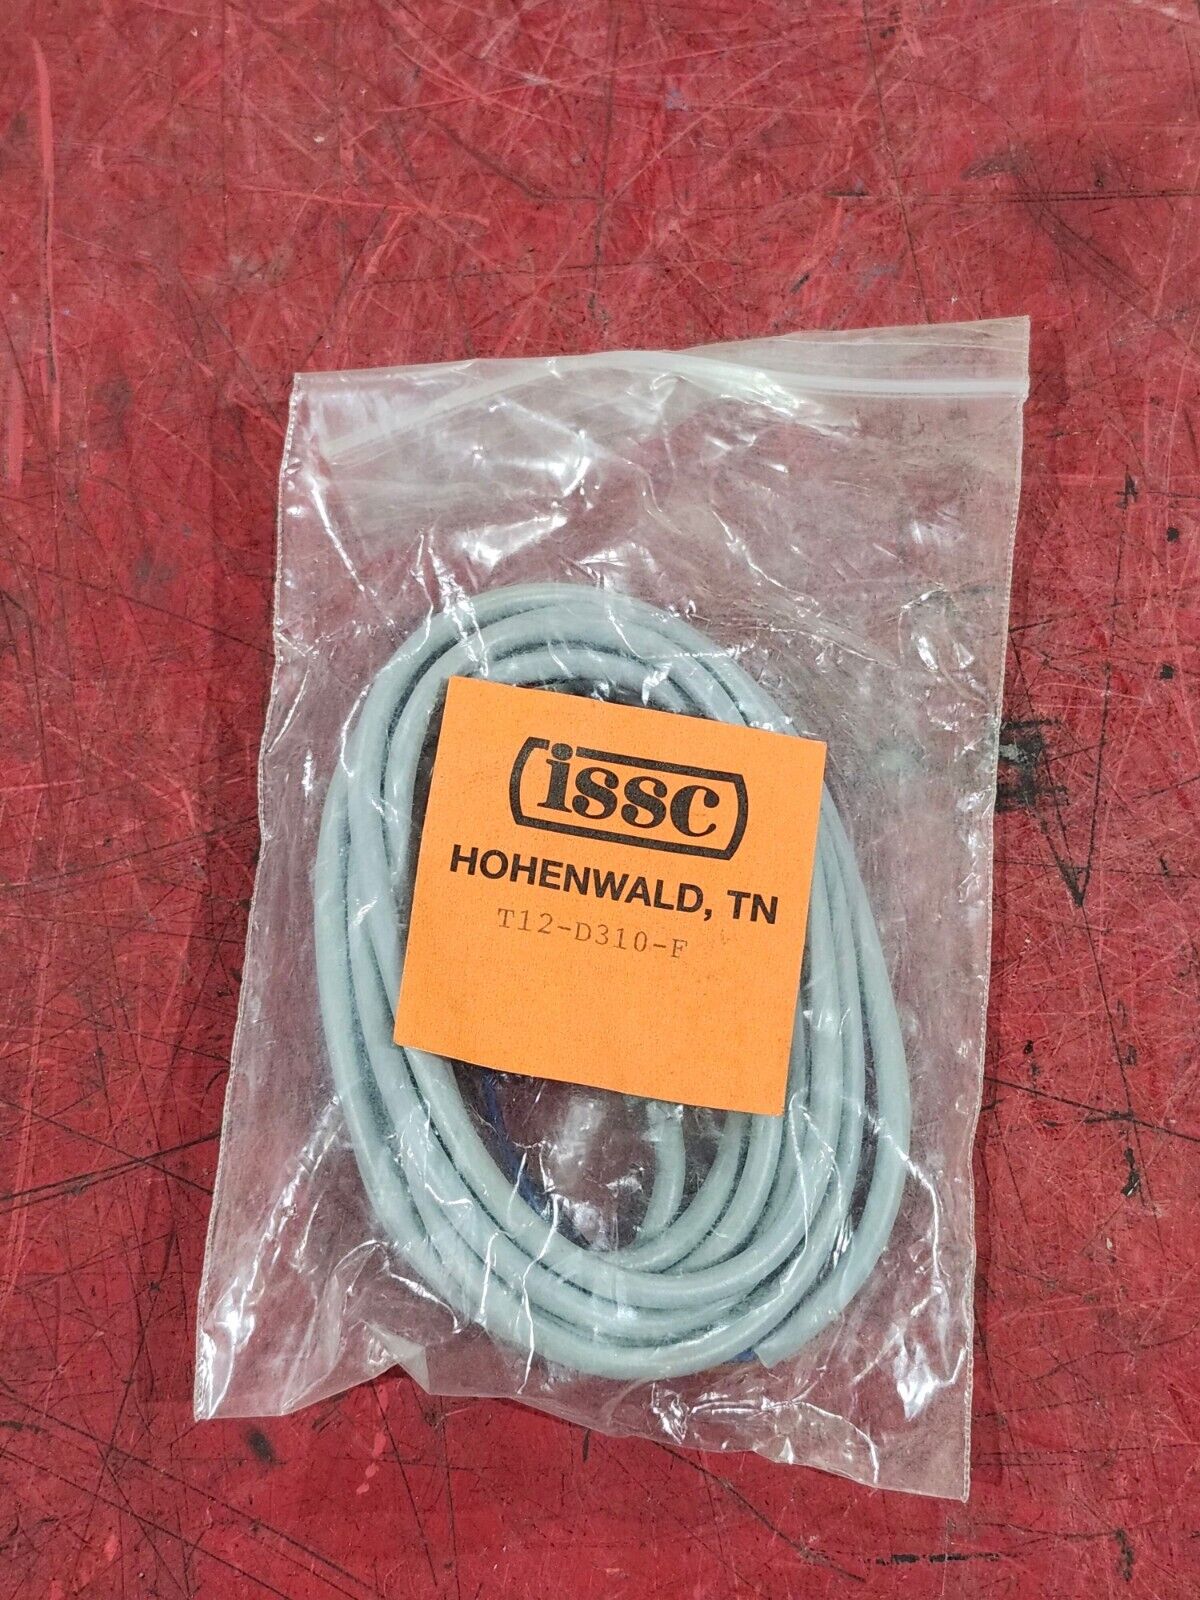 issc
HOHENWALD, TN
T12-D310-F